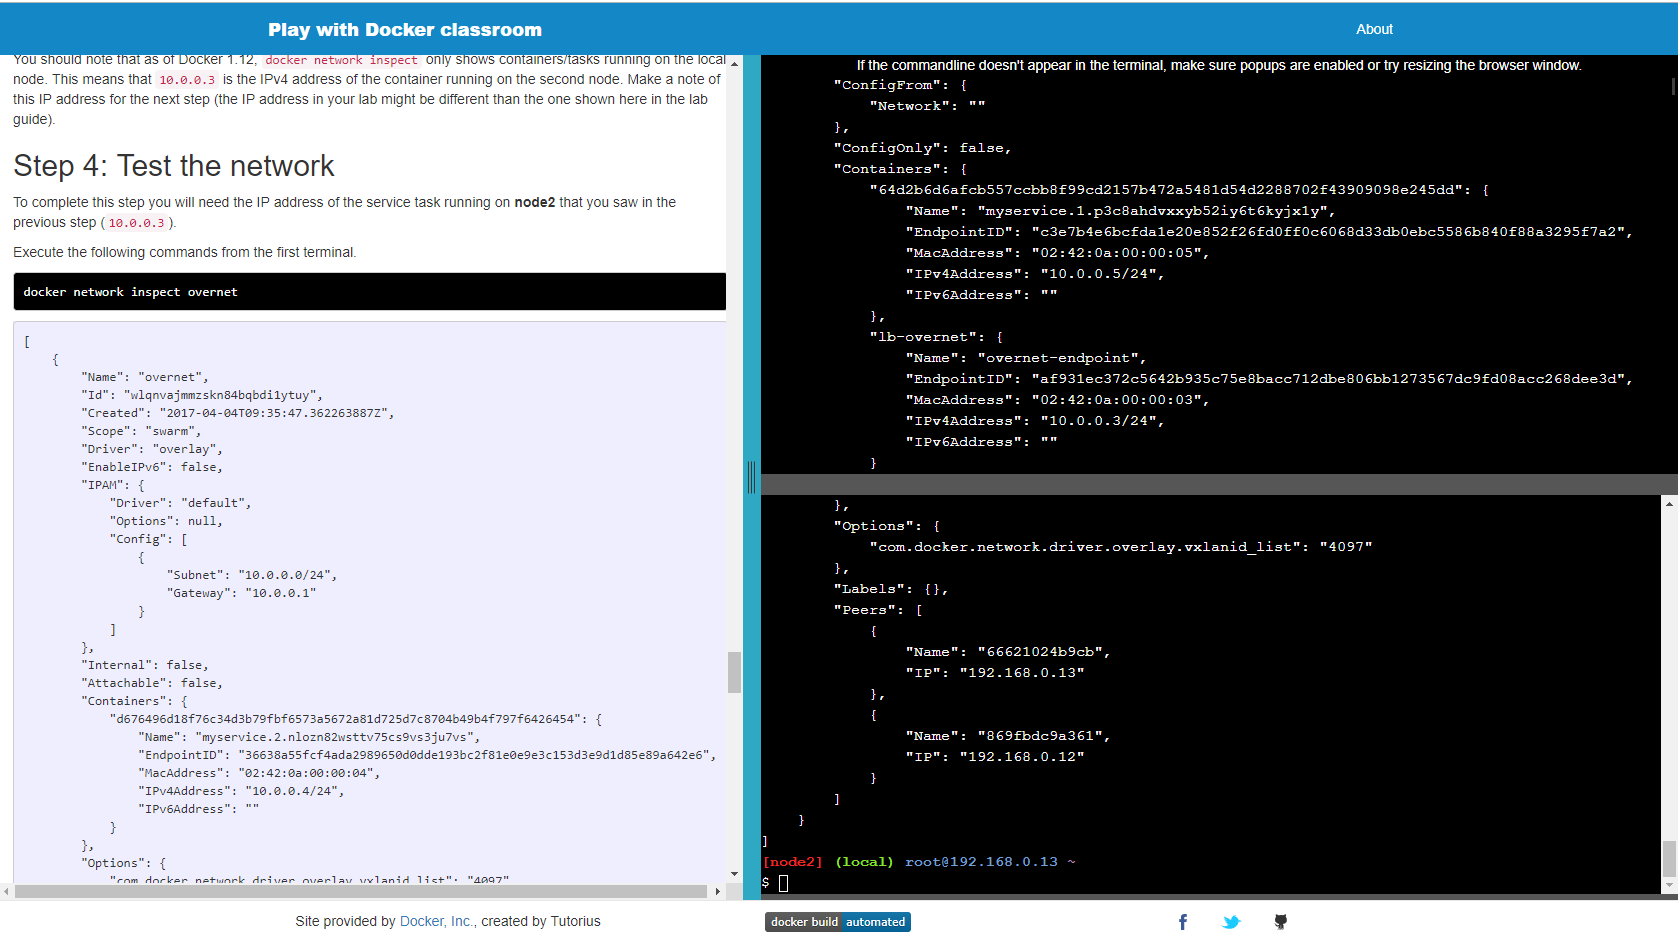 Play with Docker classroom
About
You should note that as of Docker 1.12, docker network inspect only shows containers/tasks running on the local
node. This means that 10.0.0.3 is the IPv4 address of the container running on the second node. Make a note of
this IP address for the next step (the IP address in your lab might be different than the one shown here in the lab
guide).
Step 4: Test the network
To complete this step you will need the IP address of the service task running on node2 that you saw in the
previous step ( 10.0.0.3 ).
Execute the following commands from the first terminal.
docker network inspect overnet
[
    {
        "Name": "overnet",
        "Id": "wlqnvajmmzskn84bqbdi1ytuy",
        "Created": "2017-04-04T09:35:47.362263887Z",
        "Scope": "swarm",
        "Driver": "overlay",
        "EnableIPv6": false,
        "IPAM": {
            "Driver": "default",
            "Options": null,
            "Config": [
                {
                    "Subnet": "10.0.0.0/24",
                    "Gateway": "10.0.0.1"
                }
            ]
        },
        "Internal": false,
        "Attachable": false,
        "Containers": {
            "d676496d18f76c34d3b79fbf6573a5672a81d725d7c8704b49b4f797f6426454": {
                "Name": "myservice.2.nlozn82wsttv75cs9vs3ju7vs",
                "EndpointID": "36638a55fcf4ada2989650d0dde193bc2f81e0e9e3c153d3e9d1d85e89a642e6",
                "MacAddress": "02:42:0a:00:00:04",
                "IPv4Address": "10.0.0.4/24",
                "IPv6Address": ""
            }
        },
        "Options": {
            "com.docker.network.driver.overlay.vxlanid_list": "4097"
If the commandline doesn't appear in the terminal, make sure popups are enabled or try resizing the browser window.
        "ConfigFrom": {
            "Network": ""
        },
        "ConfigOnly": false,
        "Containers": {
            "64d2b6d6afcb557ccbb8f99cd2157b472a5481d54d2288702f43909098e245dd": {
                "Name": "myservice.1.p3c8ahdvxxyb52iy6t6kyjx1y",
                "EndpointID": "c3e7b4e6bcfda1e20e852f26fd0ff0c6068d33db0ebc5586b840f88a3295f7a2",
                "MacAddress": "02:42:0a:00:00:05",
                "IPv4Address": "10.0.0.5/24",
                "IPv6Address": ""
            },
            "lb-overnet": {
                "Name": "overnet-endpoint",
                "EndpointID": "af931ec372c5642b935c75e8bacc712dbe806bb1273567dc9fd08acc268dee3d",
                "MacAddress": "02:42:0a:00:00:03",
                "IPv4Address": "10.0.0.3/24",
                "IPv6Address": ""
            }
        },
        "Options": {
            "com.docker.network.driver.overlay.vxlanid_list": "4097"
        },
        "Labels": {},
        "Peers": [
            {
                "Name": "66621024b9cb",
                "IP": "192.168.0.13"
            },
            {
                "Name": "869fbdc9a361",
                "IP": "192.168.0.12"
            }
        ]
    }
]
[node2] (local) root@192.168.0.13 ~
$
Site provided by Docker, Inc., created by Tutorius
docker build automated